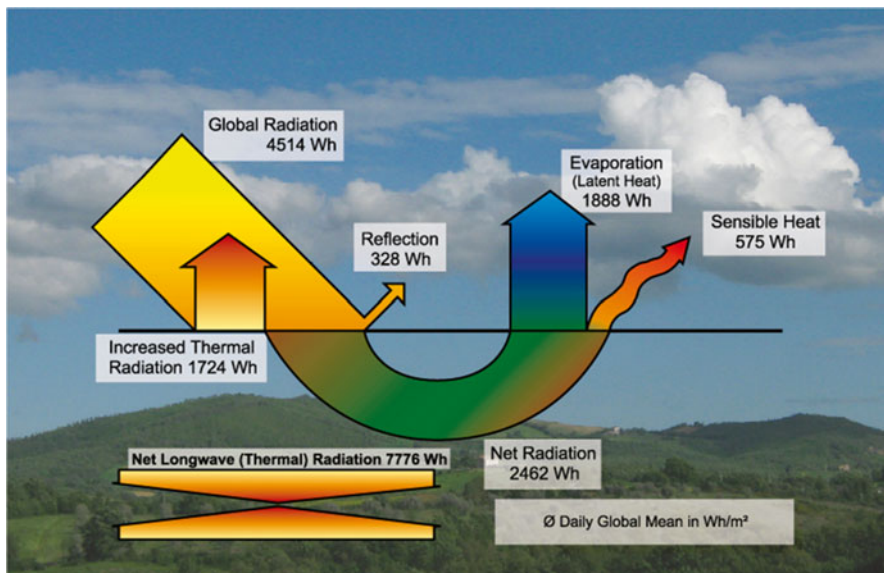 Global Radiation
4514 Wh
Evaporation
(Latent Heat)
1888 Wh
Sensible Heat
575 Wh
Reflection
328 Wh
Increased Thermal
Radiation 1724 Wh
Net Longwave (Thermal) Radiation 7776 Wh
Net Radiation
2462 Wh
Ø Daily Global Mean in Wh/m²